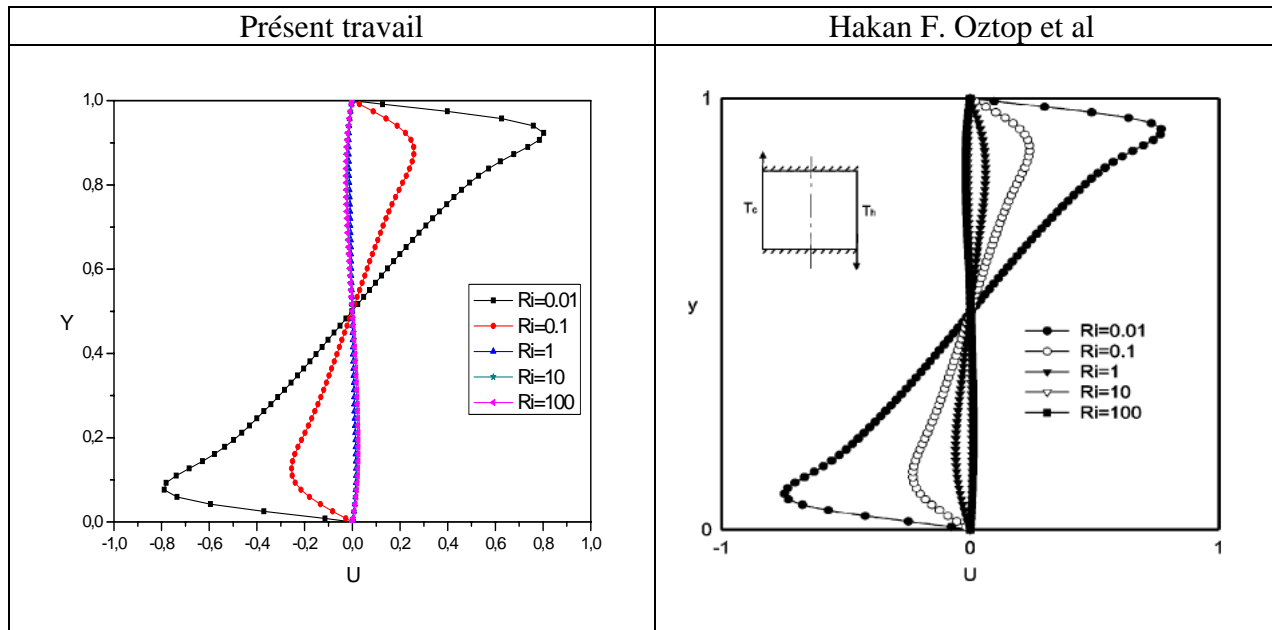 Présent travail
Hakan F. Oztop et al
-1,0 -0,8 -0,6 -0,4 -0,2 0,0 0,2 0,4 0,6 0,8 1,0
0,0
0,2
0,4
0,6
0,8
1,0
Y
U
Ri=0.01
Ri=0.1
Ri=1
Ri=10
Ri=100
1
Tc
Th
y
Ri=0.01
Ri=0.1
Ri=1
Ri=10
Ri=100
0
-1 0 1
U